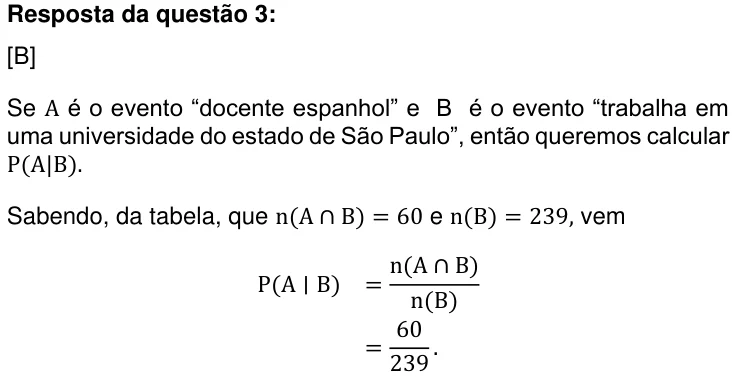 Resposta da questão 3:
[B]
Se A é o evento “docente espanhol” e B é o evento “trabalha em
uma universidade do estado de São Paulo”, então queremos calcular
P(A|B).
Sabendo, da tabela, que n(A ∩ B) = 60 e n(B) = 239, vem
P(A | B) = n(A ∩ B) / n(B)
= 60 / 239.